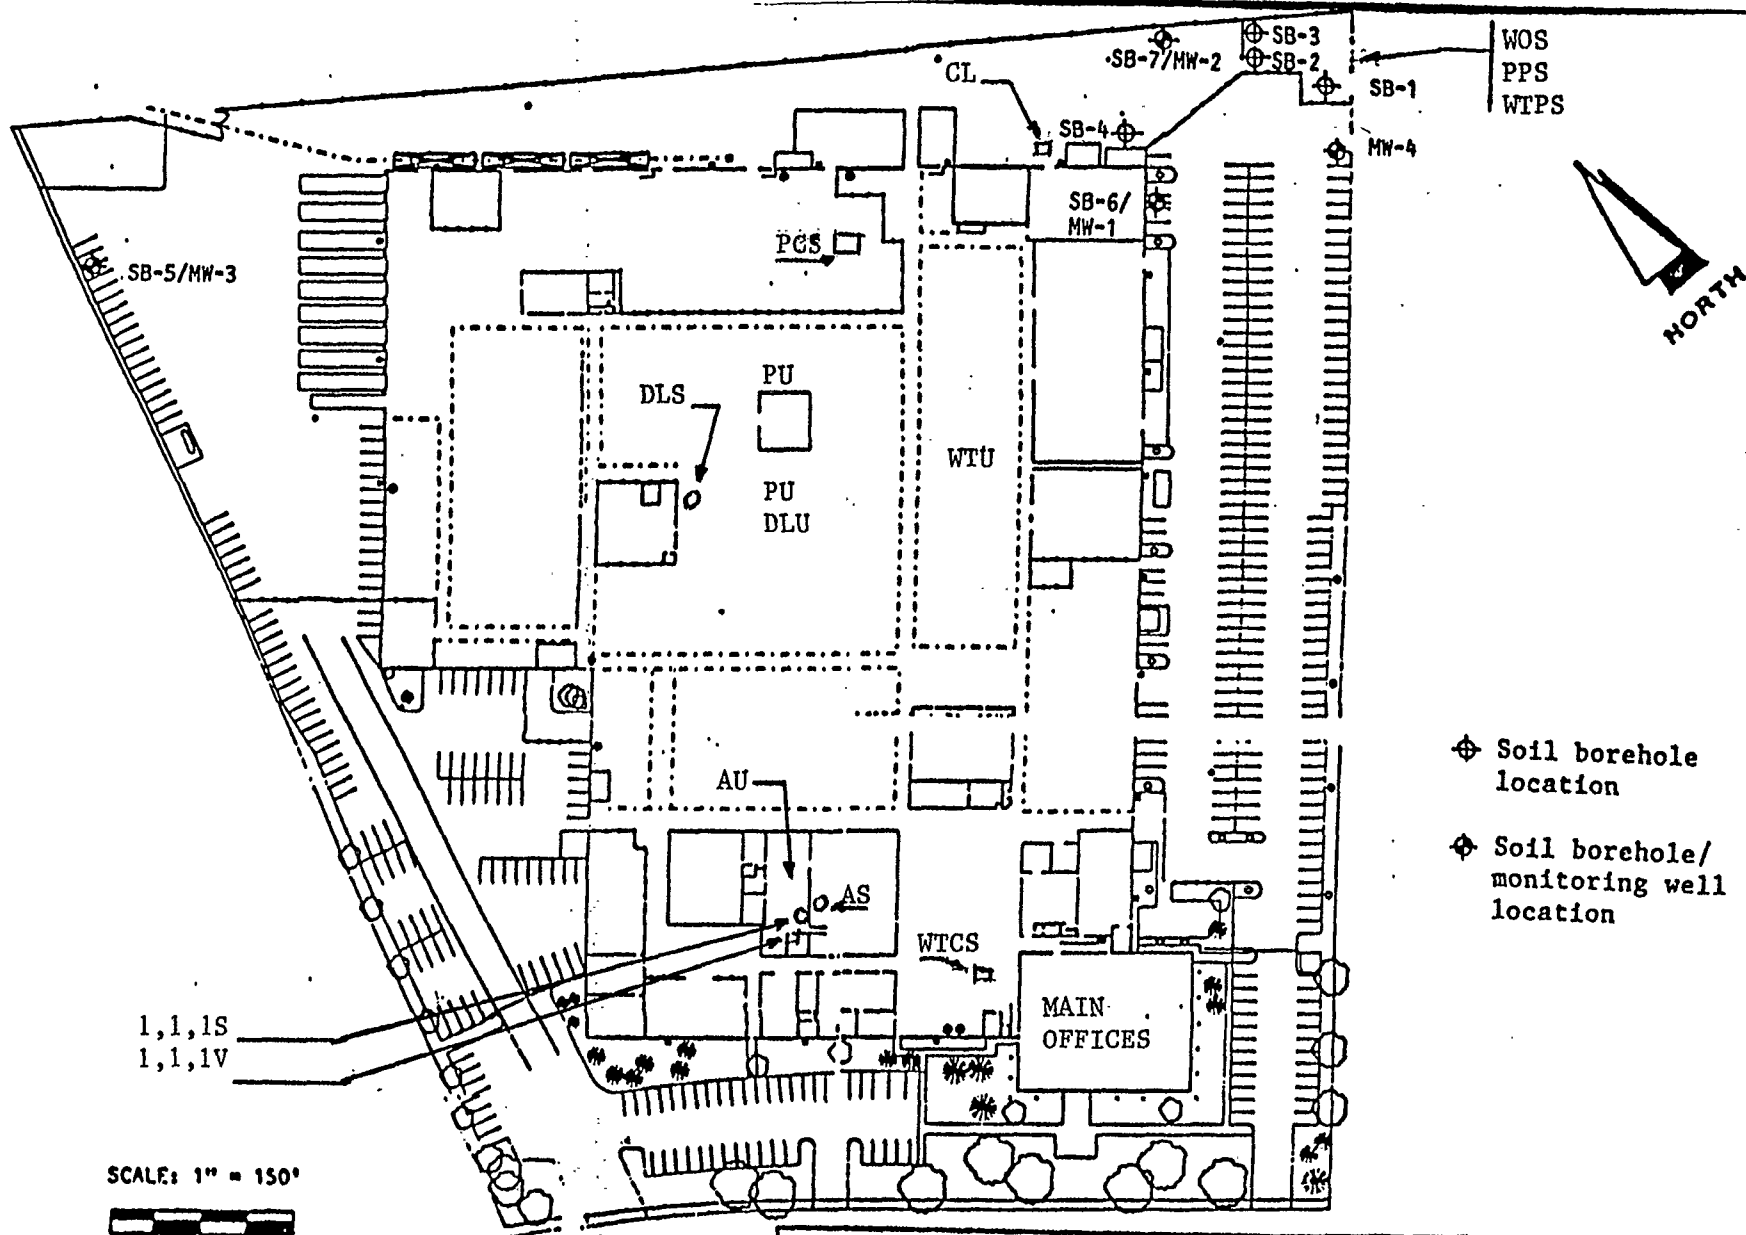 WOS
PPS
WTPS
SB-3
SB-2
SB-7/MW-2
SB-1
CL
SB-4
MW-4
SB-6/
MW-1
PCS
SB-5/MW-3
NORTH
PU
DLS
WTU
PU
DLU
Soil borehole
location
AU
Soil borehole/
monitoring well
location
AS
WTCS
MAIN
OFFICES
1,1,1S
1,1,1V
SCALE: 1" = 150'